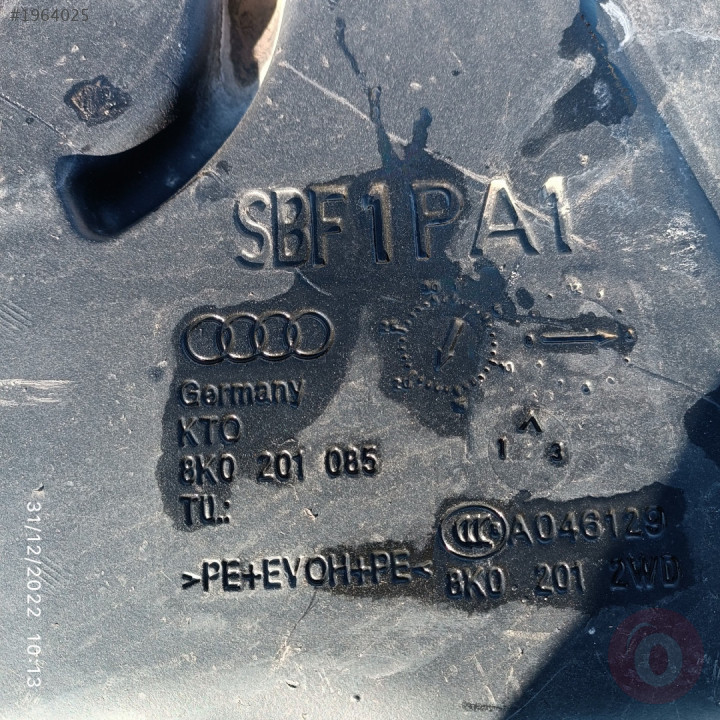 #1964025
SBF1PA1
Germany
KTO
8K0 201 085
TÜ.:
1 3
CCC A046129
>PE+EVOH+PE<
8K0 201 2WD
31/12/2022 10:13